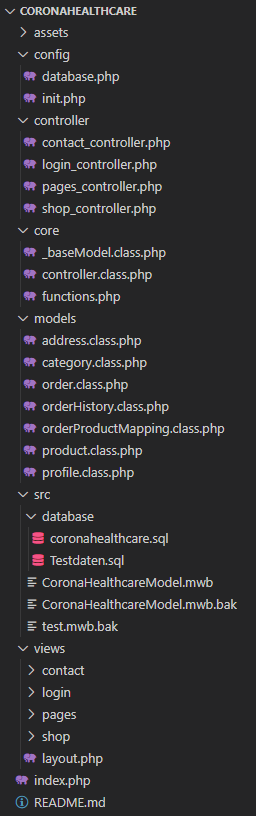 CORONAHEALTHCARE
assets
config
database.php
init.php
controller
contact_controller.php
login_controller.php
pages_controller.php
shop_controller.php
core
_baseModel.class.php
controller.class.php
functions.php
models
address.class.php
category.class.php
order.class.php
orderHistory.class.php
orderProductMapping.class.php
product.class.php
profile.class.php
src
database
coronahealthcare.sql
Testdaten.sql
CoronaHealthcareModel.mwb
CoronaHealthcareModel.mwb.bak
test.mwb.bak
views
contact
login
pages
shop
layout.php
index.php
README.md